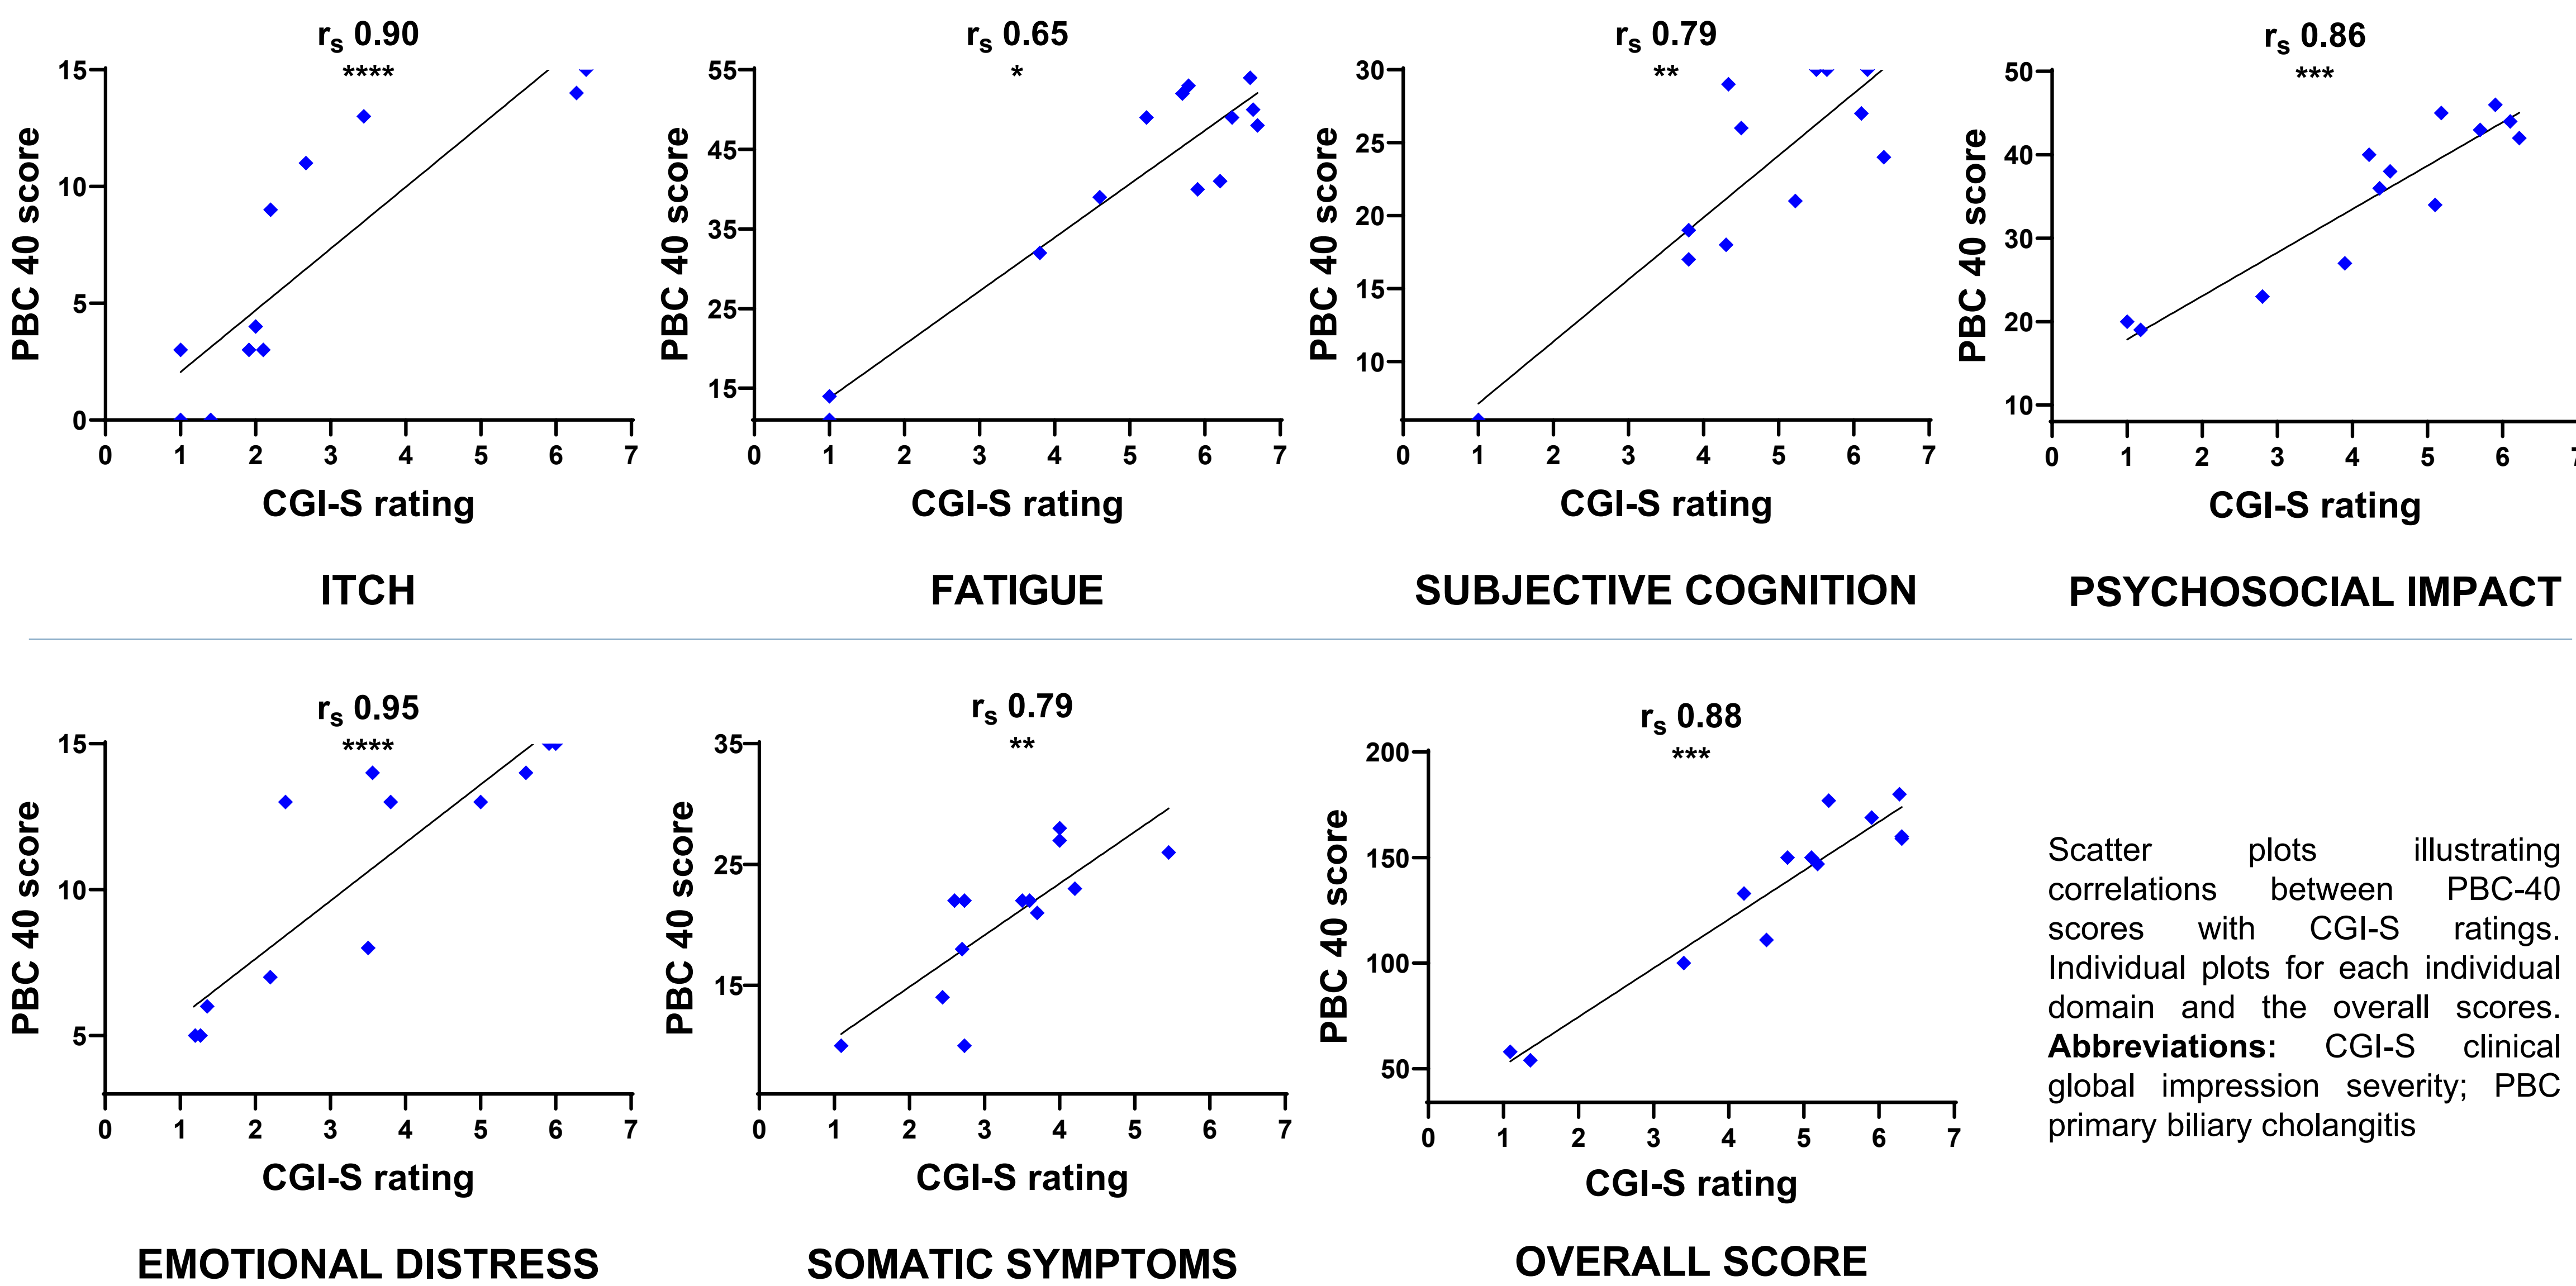 rs 0.90
****
15
10
5
0
0 1 2 3 4 5 6 7
PBC 40 score
CGI-S rating
ITCH
rs 0.65
*
55
45
35
25
15
0 1 2 3 4 5 6 7
PBC 40 score
CGI-S rating
FATIGUE
rs 0.79
**
30
25
20
15
10
0 1 2 3 4 5 6 7
PBC 40 score
CGI-S rating
SUBJECTIVE COGNITION
rs 0.86
***
50
40
30
20
10
0 1 2 3 4 5 6 7
PBC 40 score
CGI-S rating
PSYCHOSOCIAL IMPACT
rs 0.95
****
15
10
5
0 1 2 3 4 5 6 7
PBC 40 score
CGI-S rating
EMOTIONAL DISTRESS
rs 0.79
**
35
25
15
0 1 2 3 4 5 6 7
PBC 40 score
CGI-S rating
SOMATIC SYMPTOMS
rs 0.88
***
200
150
100
50
0 1 2 3 4 5 6 7
PBC 40 score
CGI-S rating
OVERALL SCORE
Scatter plots illustrating
correlations between PBC-40
scores with CGI-S ratings.
Individual plots for each individual
domain and the overall scores.
Abbreviations: CGI-S clinical
global impression severity; PBC
primary biliary cholangitis